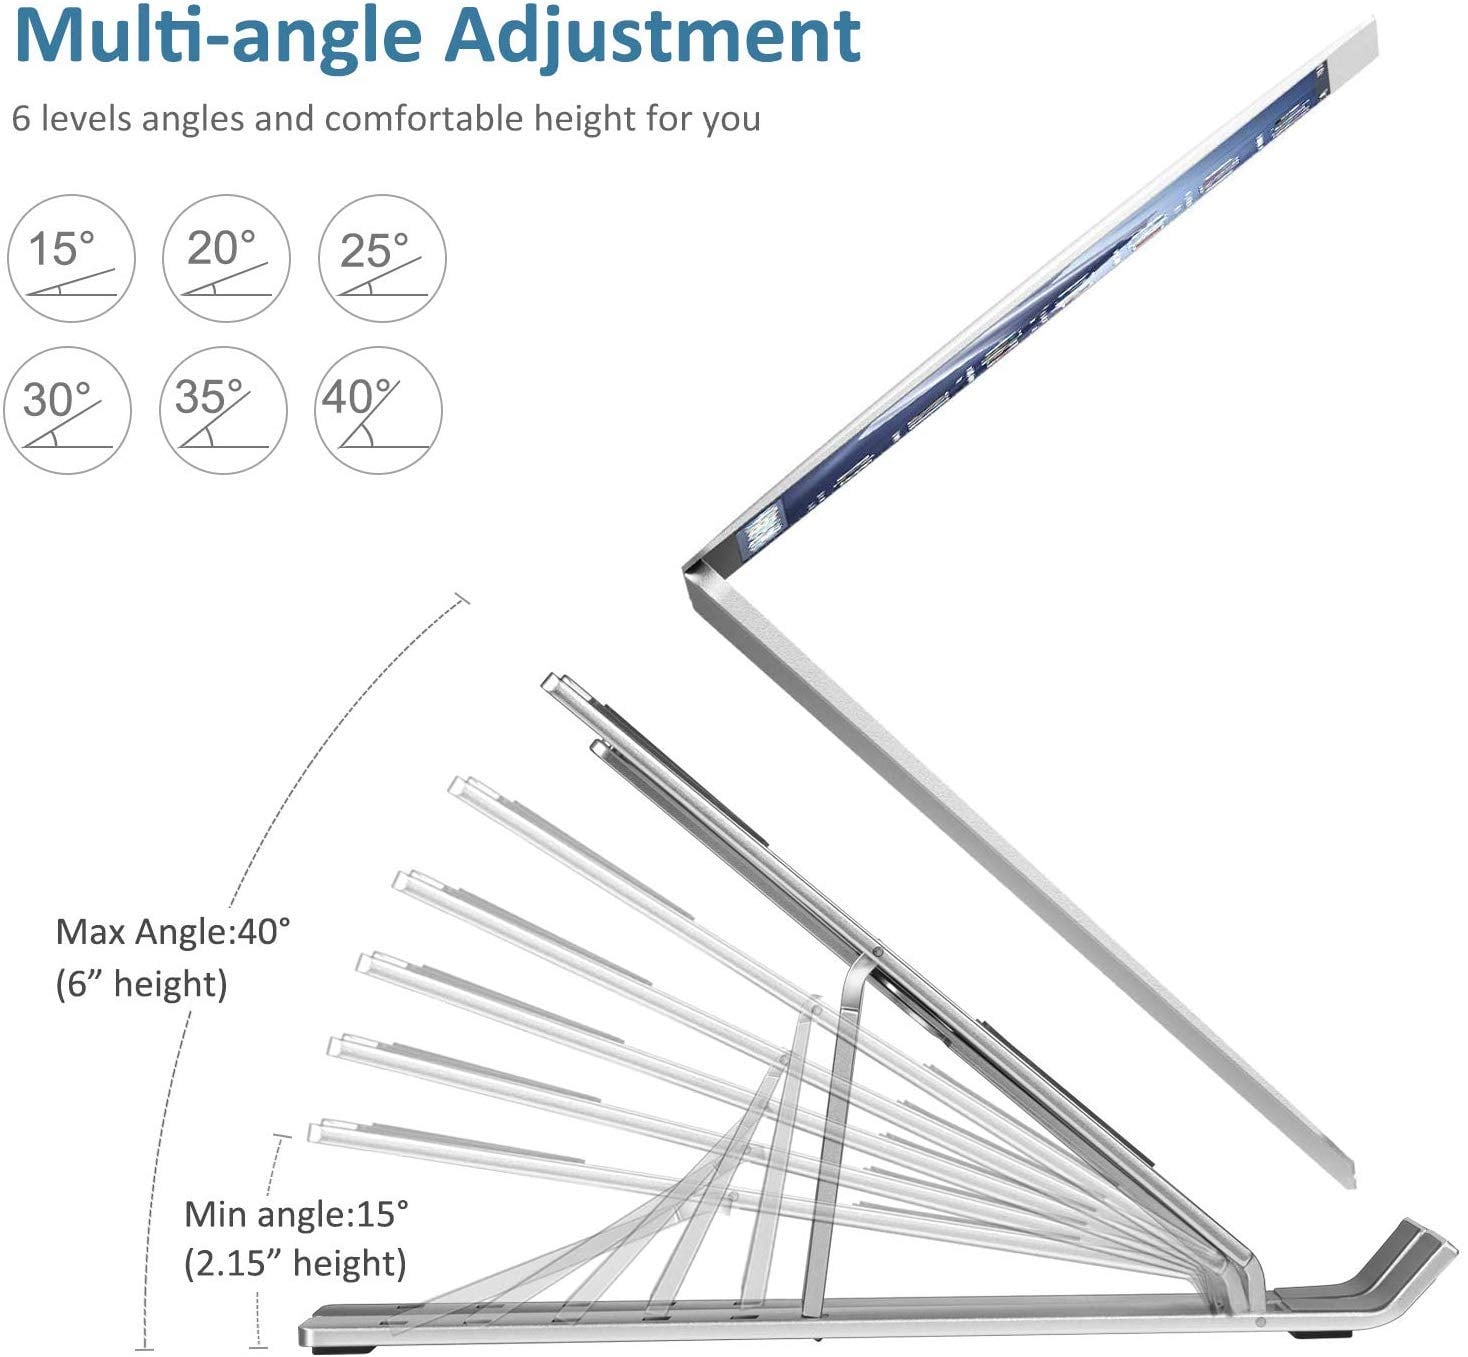 Multi-angle Adjustment
6 levels angles and comfortable height for you
15° 20° 25°
30° 35° 40°
Max Angle:40°
(6” height)
Min angle:15°
(2.15” height)